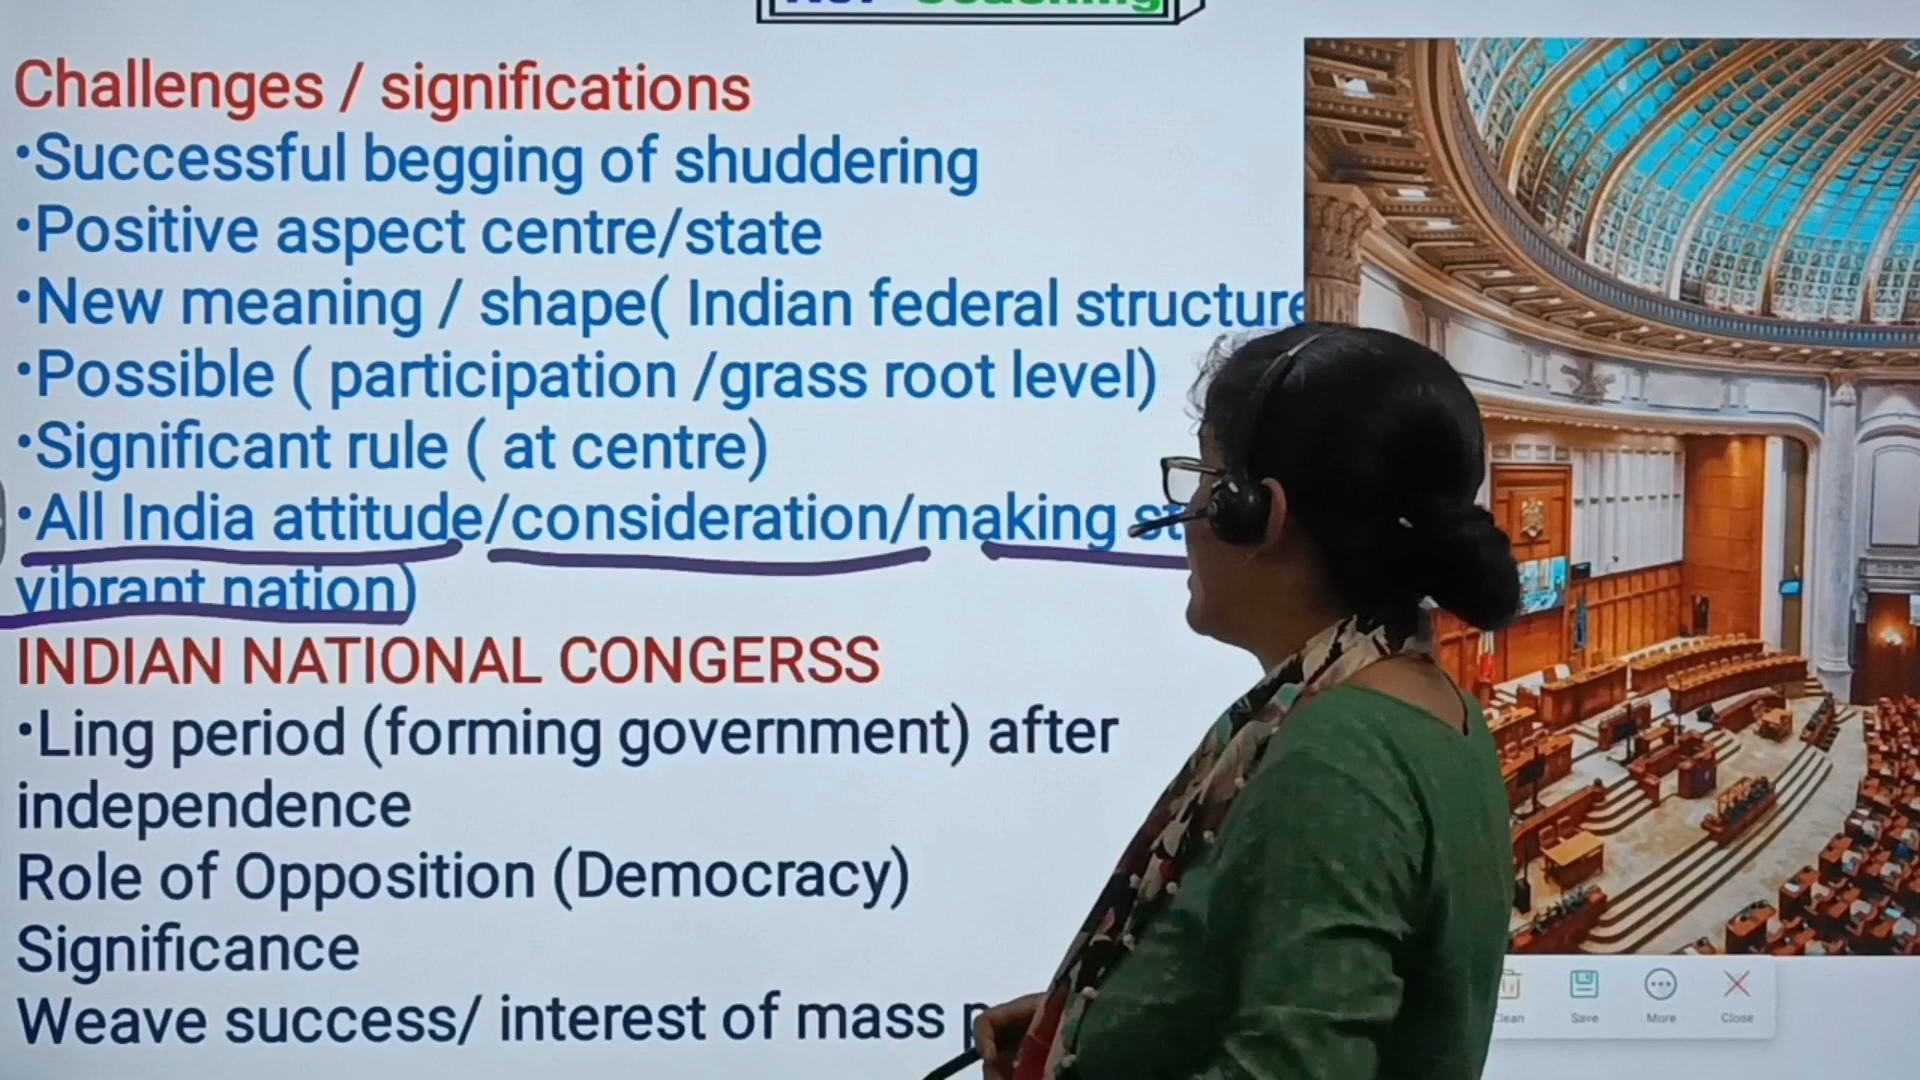 Coaching
Challenges / significations
•Successful begging of shuddering
•Positive aspect centre/state
•New meaning / shape( Indian federal structure
•Possible ( participation /grass root level)
•Significant rule ( at centre)
•All India attitude/consideration/making
vibrant nation)
INDIAN NATIONAL CONGERSS
•Ling period (forming government) after
independence
Role of Opposition (Democracy)
Significance
Weave success/ interest of mass
Save More Close